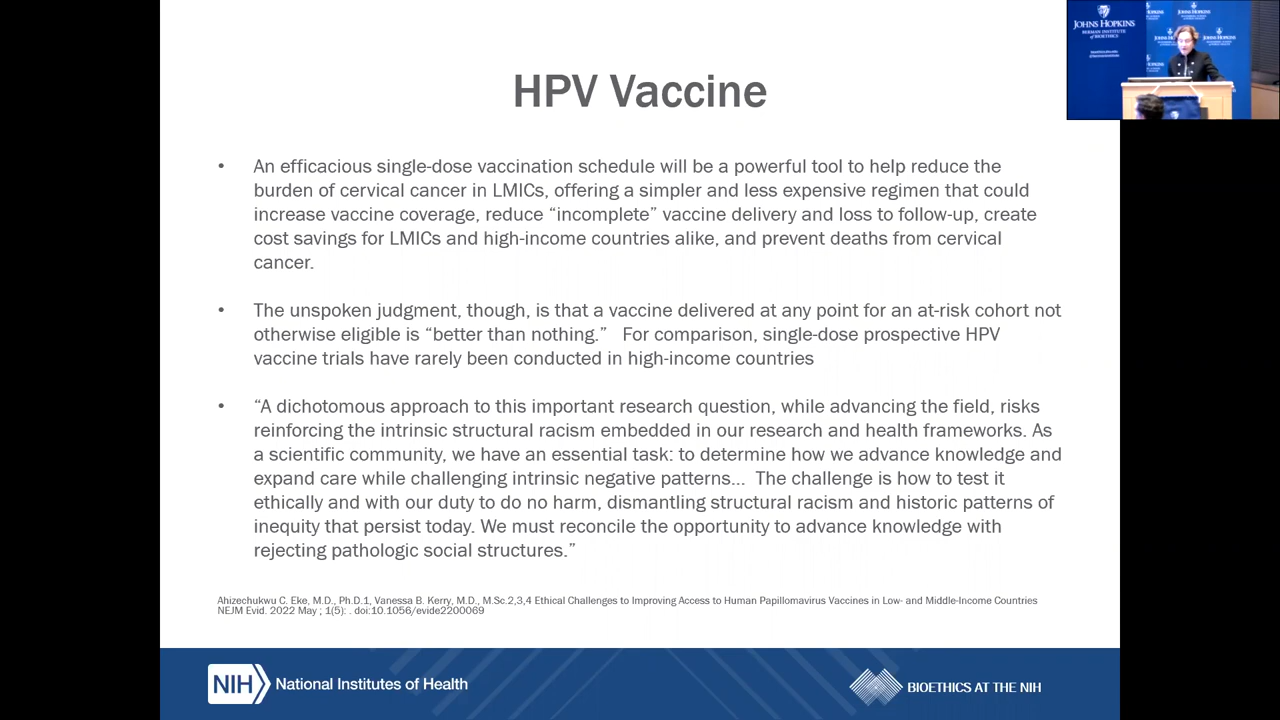 HPV Vaccine
• An efficacious single-dose vaccination schedule will be a powerful tool to help reduce the
burden of cervical cancer in LMICs, offering a simpler and less expensive regimen that could
increase vaccine coverage, reduce “incomplete” vaccine delivery and loss to follow-up, create
cost savings for LMICs and high-income countries alike, and prevent deaths from cervical
cancer.
• The unspoken judgment, though, is that a vaccine delivered at any point for an at-risk cohort not
otherwise eligible is “better than nothing.” For comparison, single-dose prospective HPV
vaccine trials have rarely been conducted in high-income countries
• “A dichotomous approach to this important research question, while advancing the field, risks
reinforcing the intrinsic structural racism embedded in our research and health frameworks. As
a scientific community, we have an essential task: to determine how we advance knowledge and
expand care while challenging intrinsic negative patterns... The challenge is how to test it
ethically and with our duty to do no harm, dismantling structural racism and historic patterns of
inequity that persist today. We must reconcile the opportunity to advance knowledge with
rejecting pathologic social structures.”
Ahizechukwu C. Eke, M.D., Ph.D.1, Vanessa B. Kerry, M.D., M.Sc.2,3,4 Ethical Challenges to Improving Access to Human Papillomavirus Vaccines in Low- and Middle-Income Countries
NEJM Evid. 2022 May ; 1(5): . doi:10.1056/evide2200069
NIH National Institutes of Health
BIOETHICS AT THE NIH
JOHNS HOPKINS
BERMAN INSTITUTE
OF BIOETHICS
JOHNS HOPKINS